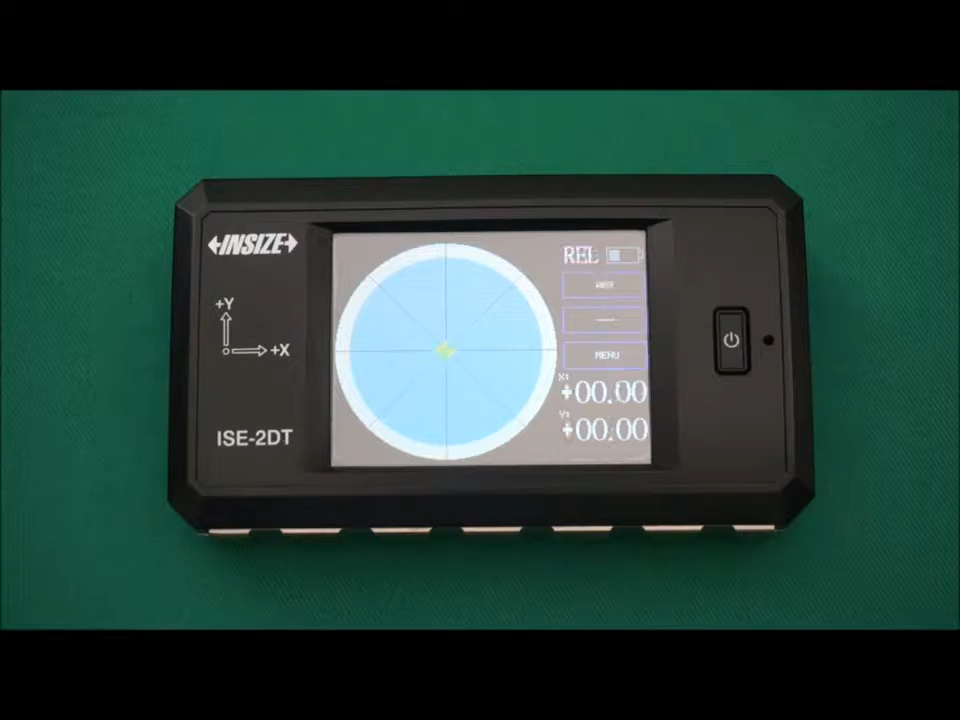 INSIZE
+Y
+X
ISE-2DT
REL
MENU
X:
+00.00
Y:
+00.00